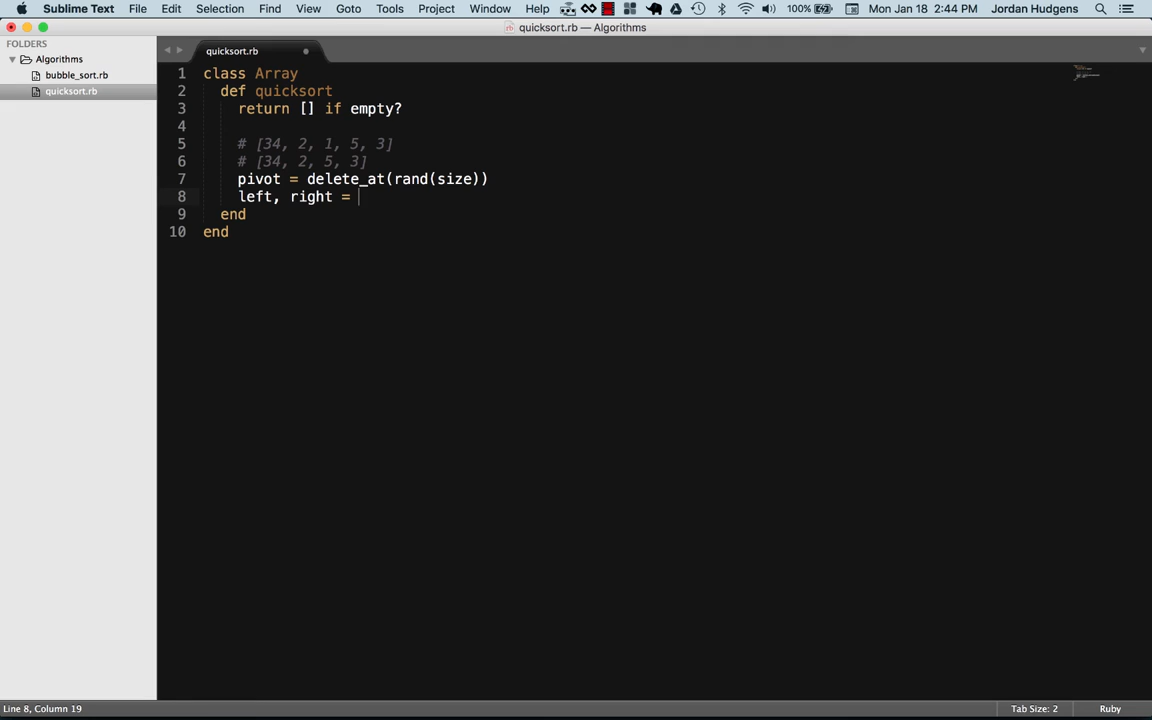 Sublime Text File Edit Selection Find View Goto Tools Project Window Help 100% Mon Jan 18 2:44 PM Jordan Hudgens
quicksort.rb — Algorithms
FOLDERS
Algorithms
bubble_sort.rb
quicksort.rb
quicksort.rb
1 class Array
2 def quicksort
3 return [] if empty?
4
5 # [34, 2, 1, 5, 3]
6 # [34, 2, 5, 3]
7 pivot = delete_at(rand(size))
8 left, right =
9 end
10 end
Line 8, Column 19 Tab Size: 2 Ruby